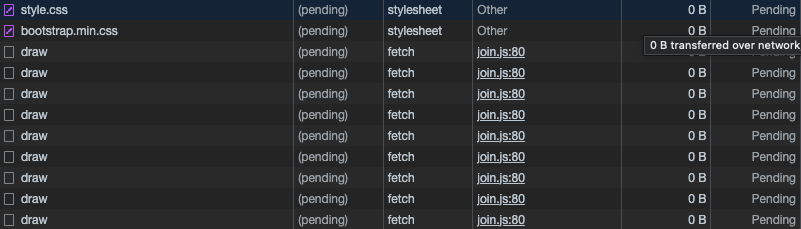 style.css (pending) stylesheet Other 0 B Pending
bootstrap.min.css (pending) stylesheet Other 0 B Pending
0 B transferred over network
draw (pending) fetch join.js:80 0 B Pending
draw (pending) fetch join.js:80 0 B Pending
draw (pending) fetch join.js:80 0 B Pending
draw (pending) fetch join.js:80 0 B Pending
draw (pending) fetch join.js:80 0 B Pending
draw (pending) fetch join.js:80 0 B Pending
draw (pending) fetch join.js:80 0 B Pending
draw (pending) fetch join.js:80 0 B Pending
draw (pending) fetch join.js:80 0 B Pending